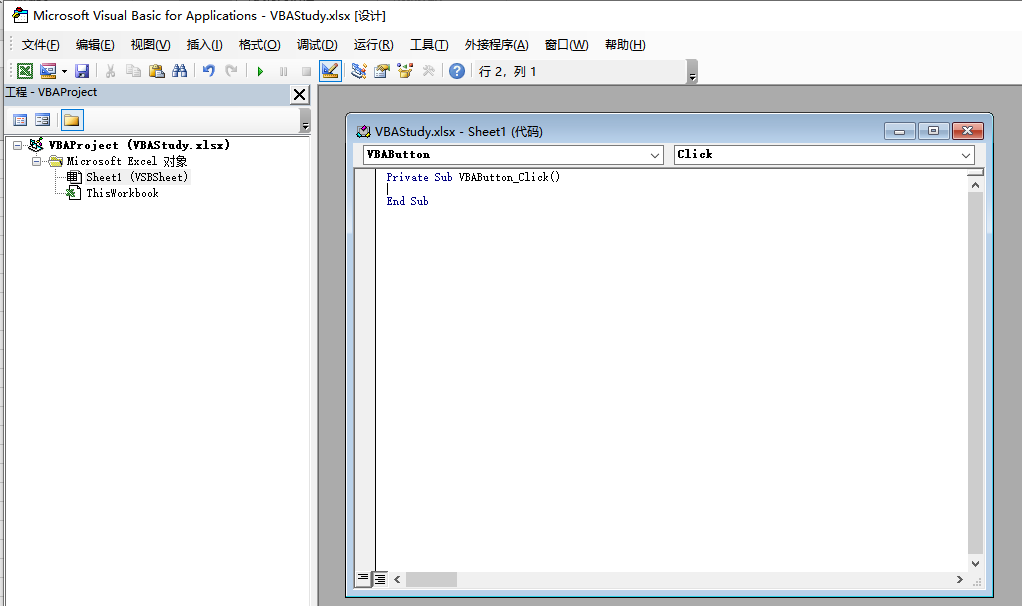 Microsoft Visual Basic for Applications - VBAStudy.xlsx [设计]
文件(F) 编辑(E) 视图(V) 插入(I) 格式(O) 调试(D) 运行(R) 工具(T) 外接程序(A) 窗口(W) 帮助(H)
行 2，列 1
工程 - VBAProject
VBAProject (VBAStudy.xlsx)
Microsoft Excel 对象
Sheet1 (VSBSheet)
ThisWorkbook
VBAStudy.xlsx - Sheet1 (代码)
VBAButton
Click
Private Sub VBAButton_Click()
End Sub